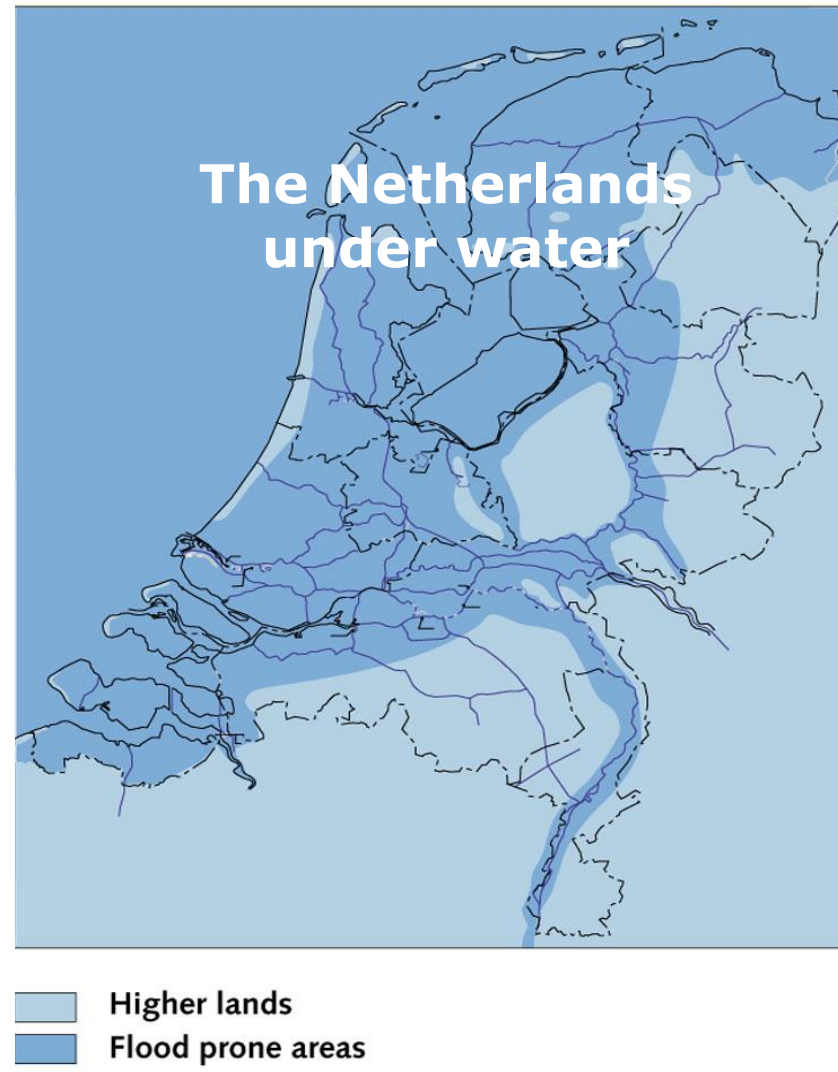 The Netherlands
under water
Higher lands
Flood prone areas